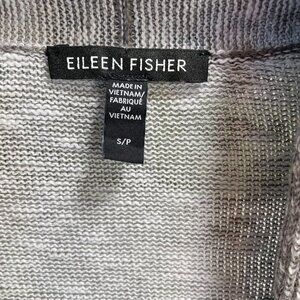 EILEEN FISHER
MADE IN
VIETNAM/
FABRIQUÉ
AU
VIETNAM
S/P